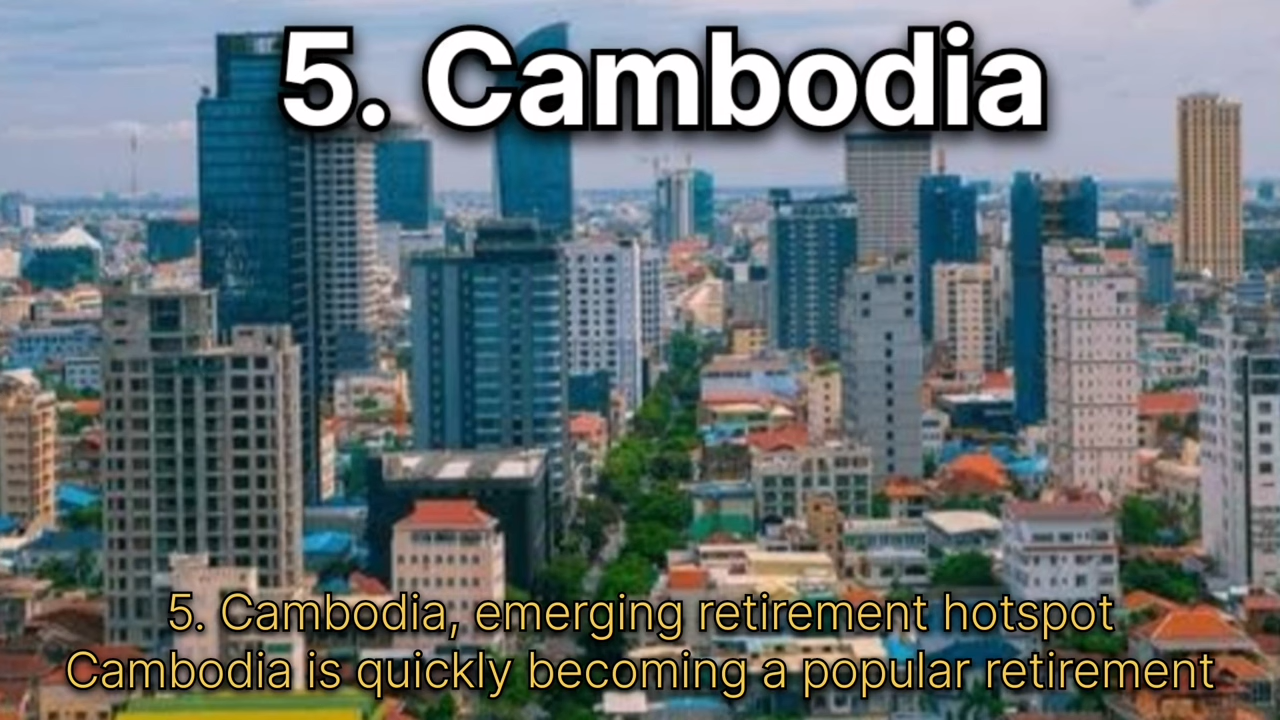 5. Cambodia
5. Cambodia, emerging retirement hotspot
Cambodia is quickly becoming a popular retirement